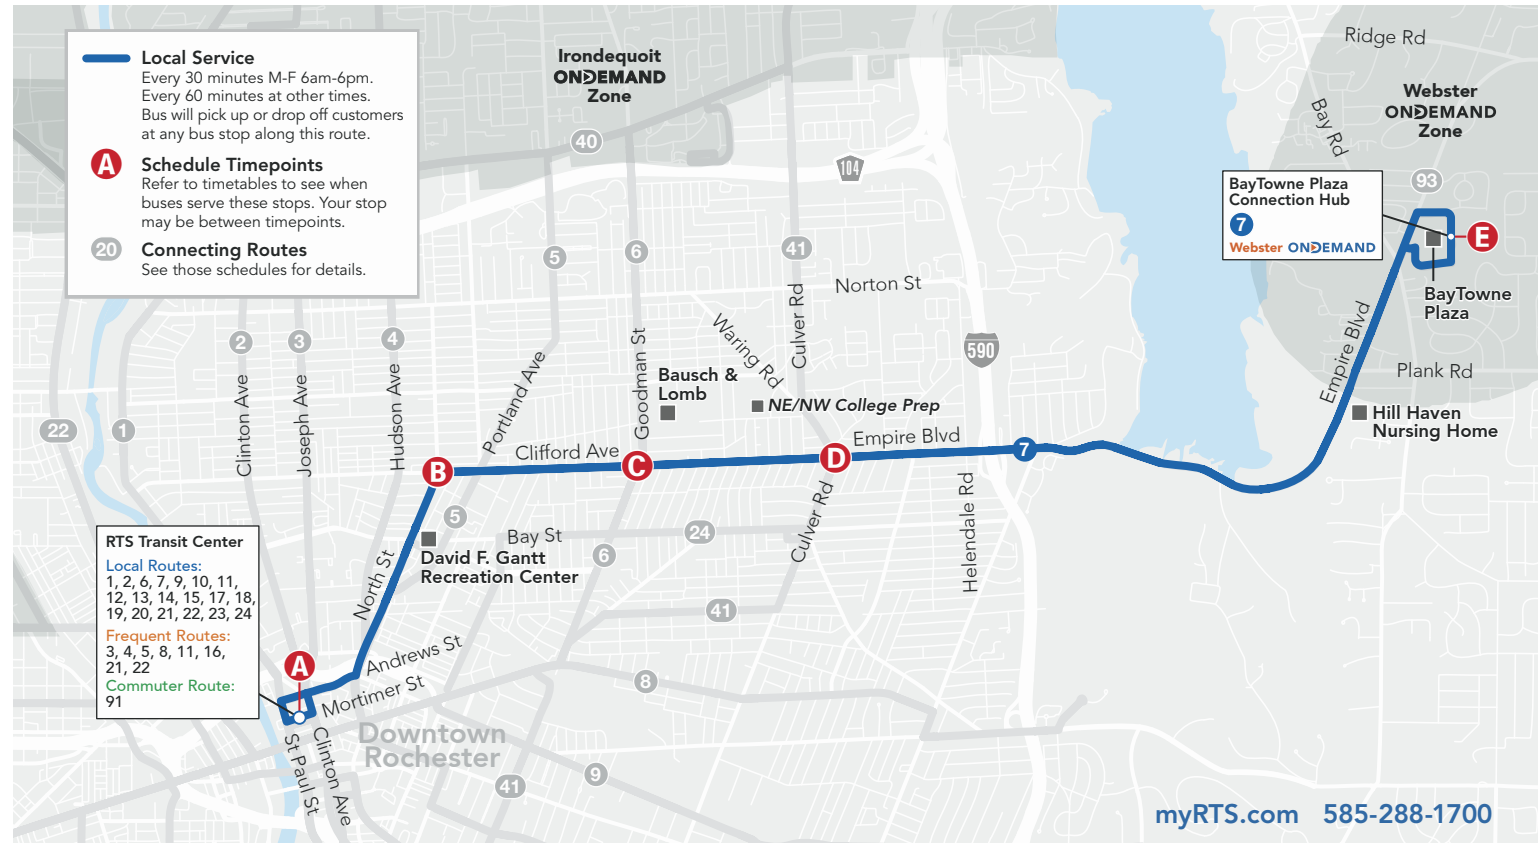 Local Service
Every 30 minutes M-F 6am-6pm.
Every 60 minutes at other times.
Bus will pick up or drop off customers
at any bus stop along this route.
A
Schedule Timepoints
Refer to timetables to see when
buses serve these stops. Your stop
may be between timepoints.
20
Connecting Routes
See those schedules for details.
Irondequoit
ONDEMAND
Zone
40
104
Ridge Rd
Webster
ONDEMAND
Zone
Bay Rd
93
BayTowne Plaza
Connection Hub
7
Webster ONDEMAND
E
BayTowne
Plaza
5
6
41
Norton St
Culver Rd
Waring Rd
Goodman St
Portland Ave
2
3
4
Clinton Ave
Joseph Ave
Hudson Ave
22
1
590
Bausch &
Lomb
NE/NW College Prep
Empire Blvd
Plank Rd
Hill Haven
Nursing Home
B
Clifford Ave
C
D
Empire Blvd
7
Helendale Rd
Culver Rd
5
Bay St
24
6
David F. Gantt
Recreation Center
North St
41
RTS Transit Center
Local Routes:
1, 2, 6, 7, 9, 10, 11,
12, 13, 14, 15, 17, 18,
19, 20, 21, 22, 23, 24
Frequent Routes:
3, 4, 5, 8, 11, 16,
21, 22
Commuter Route:
91
A
Andrews St
Mortimer St
8
Downtown
Rochester
St Paul St
Clinton Ave
41
9
myRTS.com 585-288-1700